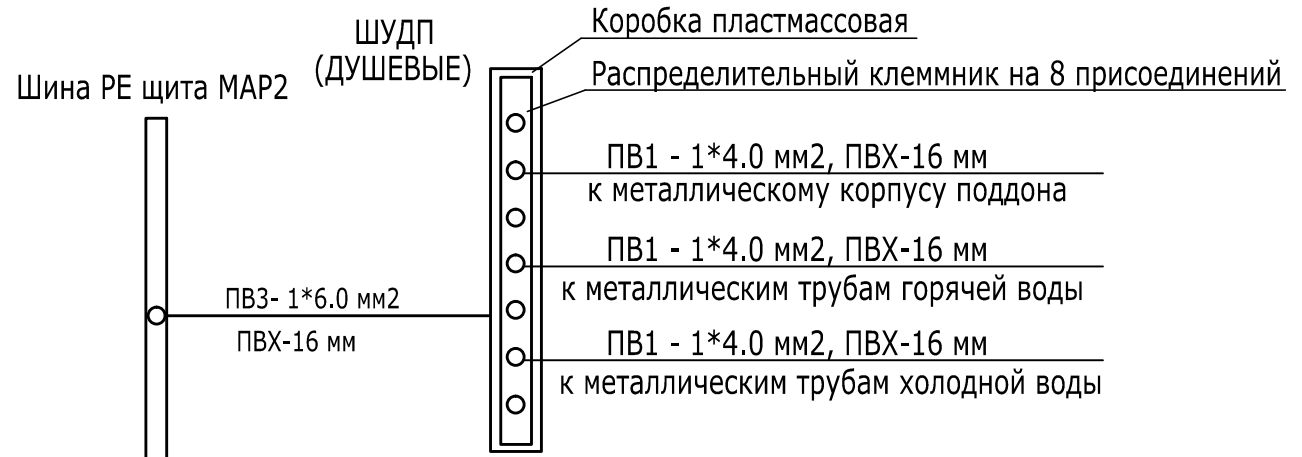 Коробка пластмассовая
ШУДП
(ДУШЕВЫЕ)
Распределительный клеммник на 8 присоединений
Шина PE щита МАР2
ПВ1 - 1*4.0 мм2, ПВХ-16 мм
к металлическому корпусу поддона
ПВ1 - 1*4.0 мм2, ПВХ-16 мм
к металлическим трубам горячей воды
ПВ3- 1*6.0 мм2
ПВХ-16 мм
ПВ1 - 1*4.0 мм2, ПВХ-16 мм
к металлическим трубам холодной воды